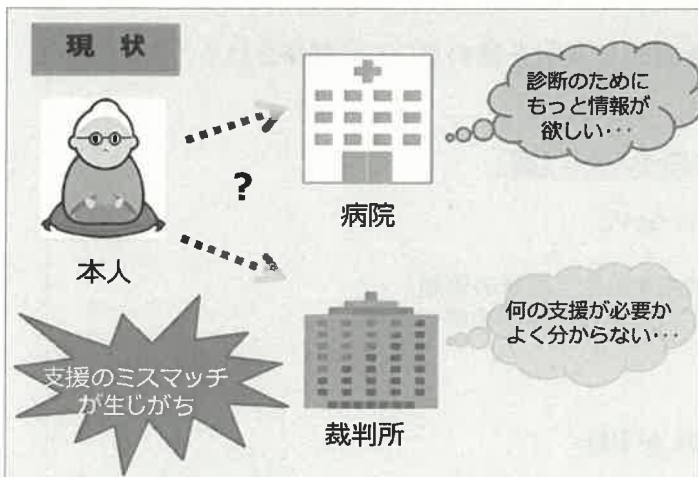 現 状
診断のために
もっと情報が
欲しい･･･
?
病院
本人
何の支援が必要か
よく分からない･･･
支援のミスマッチ
が生じがち
裁判所